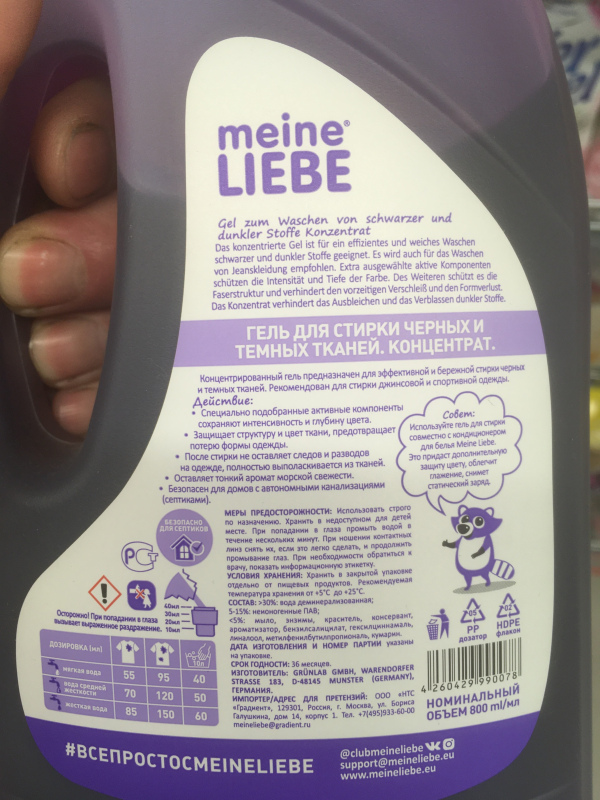 meine®
LIEBE
Gel zum Waschen von schwarzer und
dunkler Stoffe Konzentrat
Das konzentrierte Gel ist für ein effizientes und weiches Waschen
schwarzer und dunkler Stoffe geeignet. Es wird auch für das Waschen
von Jeanskleidung empfohlen. Extra ausgewählte aktive Komponenten
schützen die Intensität und Tiefe der Farbe. Des Weiteren schützt es die
Faserstruktur und verhindert den vorzeitigen Verschleiß und den Formverlust.
Das Konzentrat verhindert das Ausbleichen und das Verblassen dunkler Stoffe.
ГЕЛЬ ДЛЯ СТИРКИ ЧЕРНЫХ И
ТЕМНЫХ ТКАНЕЙ. КОНЦЕНТРАТ.
Концентрированный гель предназначен для эффективной и бережной стирки черных
и темных тканей. Рекомендован для стирки джинсовой и спортивной одежды.
Действие:
• Специально подобранные активные компоненты
сохраняют интенсивность и глубину цвета.
• Защищает структуру и цвет ткани, предотвращает
потерю формы одежды.
• После стирки не оставляет следов и разводов
на одежде, полностью выполаскивается из тканей.
• Оставляет тонкий аромат морской свежести.
• Безопасен для домов с автономными канализациями
(септиками).
Совет:
Используйте гель для стирки
совместно с кондиционером
для белья Meine Liebe.
Это придаст дополнительную
защиту цвету, облегчит
глажение, снимет
статический заряд.
БЕЗОПАСНО
ДЛЯ СЕПТИКОВ
РСТ
40мл
30мл
20мл
10мл
Осторожно! При попадании в глаза
вызывает выраженное раздражение.
МЕРЫ ПРЕДОСТОРОЖНОСТИ: Использовать строго
по назначению. Хранить в недоступном для детей
месте. При попадании в глаза промыть водой в
течение нескольких минут. При ношении контактных
линз снять их, если это легко сделать, и продолжить
промывание глаз. При необходимости обратиться к
врачу, показать информационную этикетку.
УСЛОВИЯ ХРАНЕНИЯ: Хранить в закрытой упаковке
отдельно от пищевых продуктов. Рекомендуемая
температура хранения от +5°С до +25°С.
СОСТАВ: >30%: вода деминерализованная;
5-15%: неионогенные ПАВ;
<5%: мыло, энзимы, краситель, консервант,
ароматизатор, бензилсалицилат, гексилциннамаль,
линалоол, метилфенилбутилпропиональ, кумарин.
ДАТА ИЗГОТОВЛЕНИЯ И НОМЕР ПАРТИИ указаны
на упаковке.
СРОК ГОДНОСТИ: 36 месяцев.
ИЗГОТОВИТЕЛЬ: GRÜNLAB GMBH, WARENDORFER
STRASSE 183, D-48145 MUNSTER (GERMANY),
ГЕРМАНИЯ.
ИМПОРТЕР/АДРЕС ДЛЯ ПРЕТЕНЗИЙ: ООО «НТС
«Градиент», 129301, Россия, г. Москва, ул. Бориса
Галушкина, дом 14, корпус 1. Тел. +7(495)933-60-00
meineliebe@gradient.ru
ДОЗИРОВКА (мл)
10л
мягкая вода 55 95 40
вода средней
жесткости 70 120 50
жесткая вода 85 150 60
05
PP
дозатор
02
HDPE
флакон
4 260429 990078
НОМИНАЛЬНЫЙ
ОБЪЕМ 800 ml/мл
#ВСЕПРОСТОСMEINELIEBE
@clubmeineliebe
support@meineliebe.eu
www.meineliebe.eu